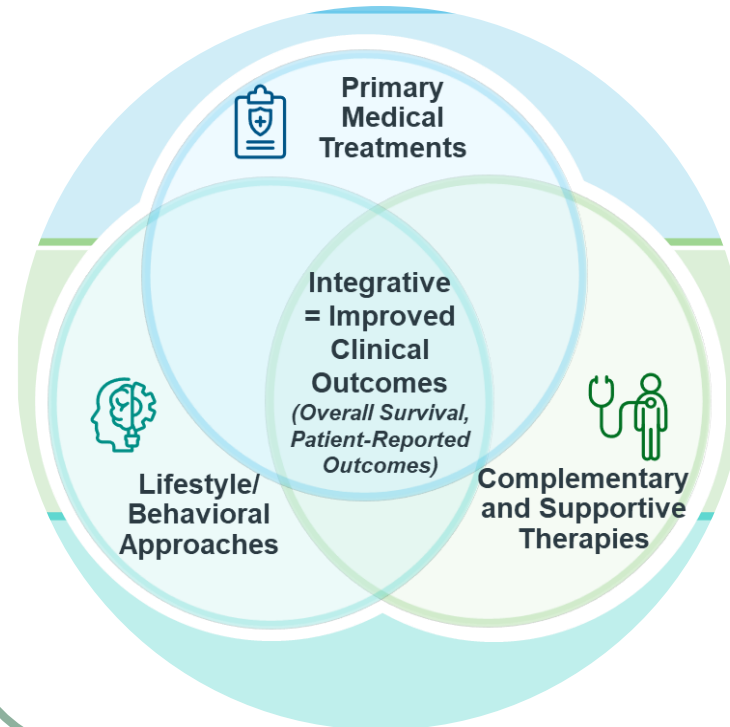 Primary
Medical
Treatments
Integrative
= Improved
Clinical
Outcomes
(Overall Survival,
Patient-Reported
Outcomes)
Lifestyle/
Behavioral
Approaches
Complementary
and Supportive
Therapies